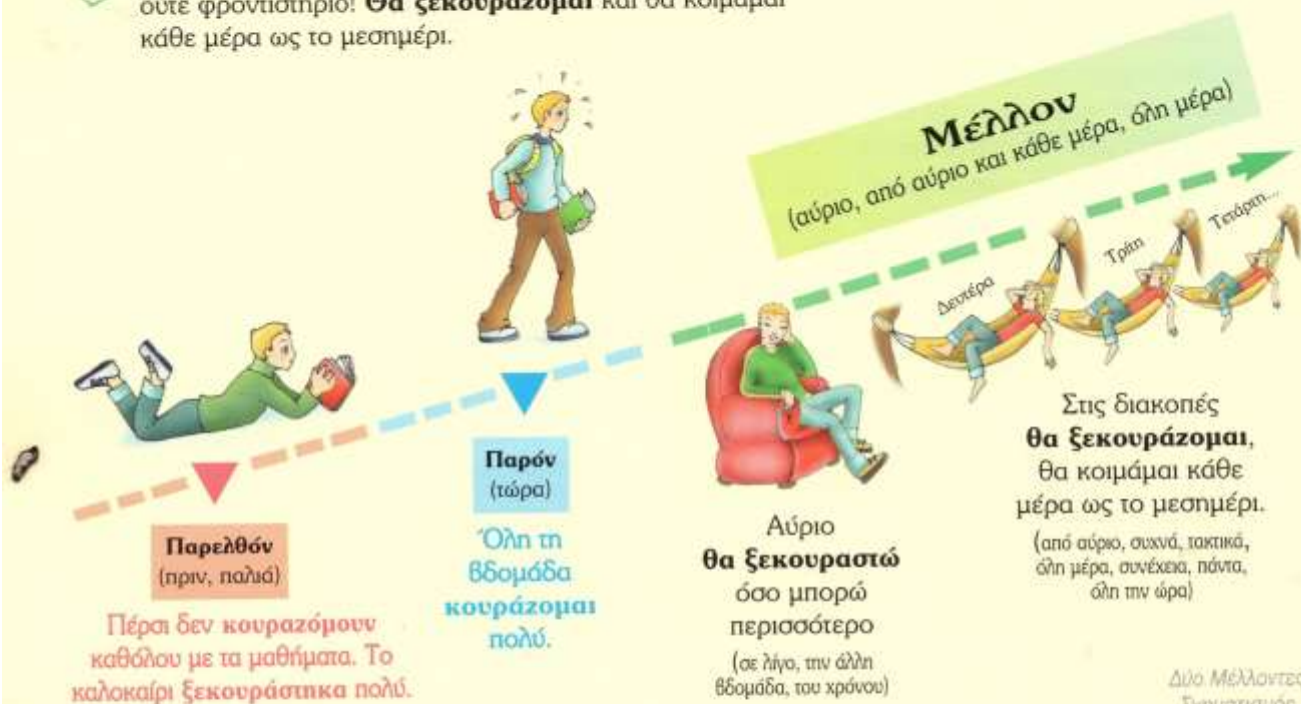 ούτε φροντιστήριο! Θα ξεκουράζομαι και θα κοιμάμαι
κάθε μέρα ως το μεσημέρι.
Μέλλον
(αύριο, από αύριο και κάθε μέρα, όλη μέρα)
Δευτέρα
Τρίτη
Τετάρτη...
Παρελθόν
(πριν, παλιά)
Πέρσι δεν κουραζόμουν
καθόλου με τα μαθήματα. Το
καλοκαίρι ξεκουράστηκα πολύ.
Παρόν
(τώρα)
Όλη τη
βδομάδα
κουράζομαι
πολύ.
Αύριο
θα ξεκουραστώ
όσο μπορώ
περισσότερο
(σε λίγο, την άλλη
βδομάδα, του χρόνου)
Στις διακοπές
θα ξεκουράζομαι,
θα κοιμάμαι κάθε
μέρα ως το μεσημέρι.
(από αύριο, συχνά, τακτικά,
όλη μέρα, συνέχεια, πάντα,
όλη την ώρα)
Δύο Μέλλοντες